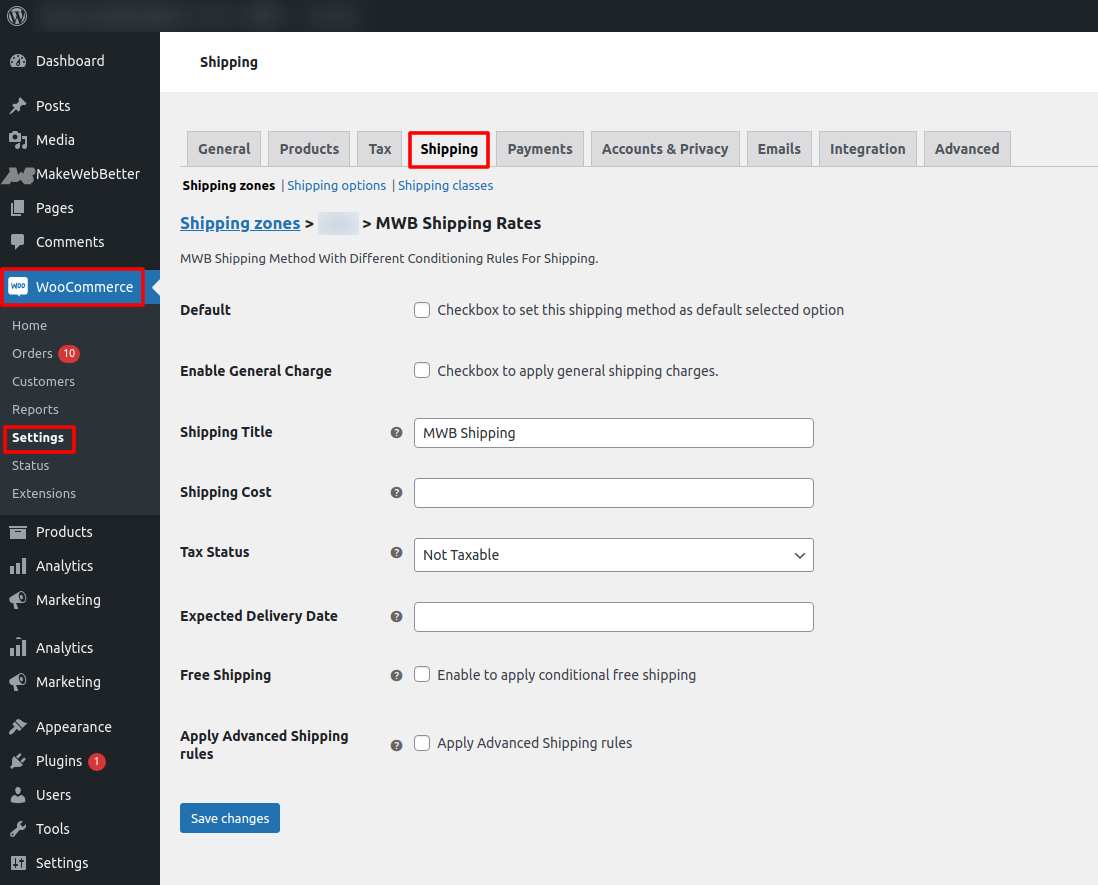 Dashboard
Posts
Media
MakeWebBetter
Pages
Comments
WooCommerce
Home
Orders 10
Customers
Reports
Settings
Status
Extensions
Products
Analytics
Marketing
Analytics
Marketing
Appearance
Plugins 1
Users
Tools
Settings
Shipping
General Products Tax Shipping Payments Accounts & Privacy Emails Integration Advanced
Shipping zones | Shipping options | Shipping classes
Shipping zones > > MWB Shipping Rates
MWB Shipping Method With Different Conditioning Rules For Shipping.
Default Checkbox to set this shipping method as default selected option
Enable General Charge Checkbox to apply general shipping charges.
Shipping Title ? MWB Shipping
Shipping Cost ?
Tax Status ? Not Taxable
Expected Delivery Date ?
Free Shipping ? Enable to apply conditional free shipping
Apply Advanced Shipping
rules ? Apply Advanced Shipping rules
Save changes